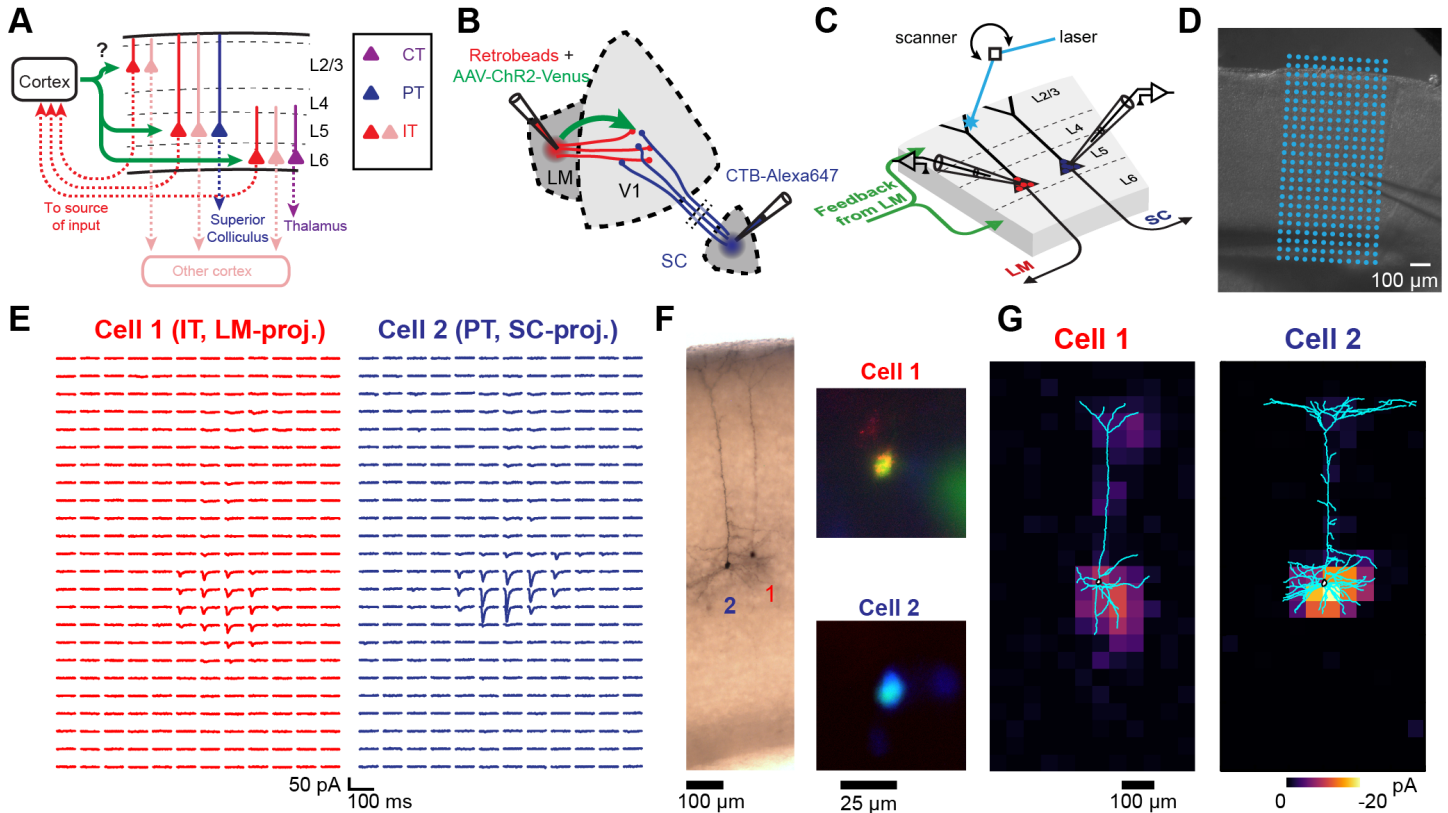 A
?
Cortex
L2/3
L4
L5
L6
To source
of input
Superior
Colliculus
Thalamus
Other cortex
CT
PT
IT
B
Retrobeads +
AAV-ChR2-Venus
LM
V1
CTB-Alexa647
SC
C
scanner
laser
L2/3
L4
L5
L6
Feedback
from LM
LM
SC
D
100 µm
E
Cell 1 (IT, LM-proj.)
Cell 2 (PT, SC-proj.)
50 pA
100 ms
F
2
1
100 µm
Cell 1
Cell 2
25 µm
G
Cell 1
Cell 2
100 µm
pA
0
-20